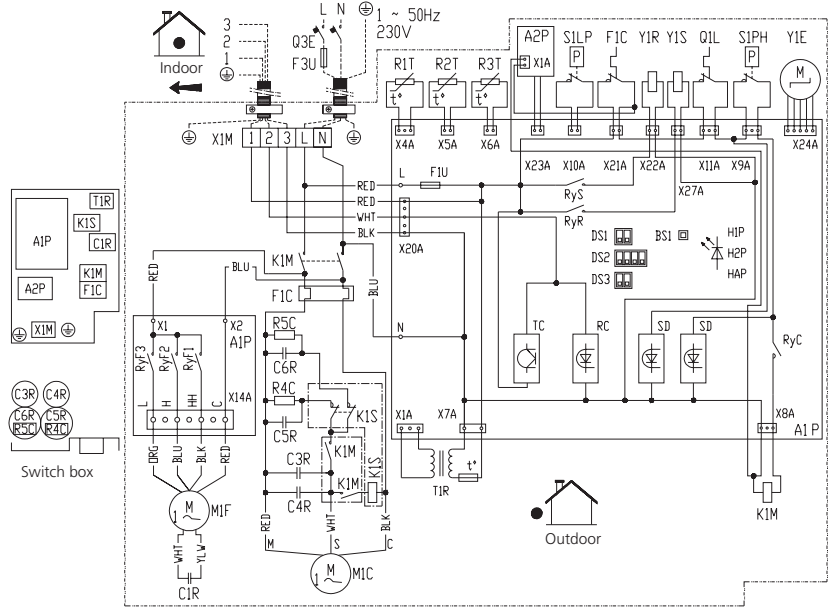 L N
1 ~ 50Hz
230V
3
2
1
Q3E
F3U
Indoor
A2P
X1A
S1LP
F1C
Y1R
Y1S
Q1L
S1PH
Y1E
P
P
M
R1T
R2T
R3T
t°
t°
t°
X1M
1 2 3 L N
X4A
X5A
X6A
X23A
X10A
X21A
X22A
X11A
X9A
X24A
X27A
L
F1U
RED
RED
WHT
BLK
RyS
RyR
X20A
DS1
DS2
DS3
BS1
H1P
H2P
HAP
T1R
K1S
A1P
C1R
A2P
K1M
F1C
X1M
RED
BLU
K1M
BLU
F1C
N
TC
RC
SD
SD
RyC
X1
X2
A1P
RyF3
RyF2
RyF1
L
H
HH
C
X14A
R5C
C6R
R4C
C5R
K1S
X1A
X7A
X8A
A1P
C3R
C4R
C6R
R5C
C5R
R4C
Switch box
ORG
BLU
BLK
RED
C3R
K1M
C4R
K1M
K1S
T1R
t°
K1M
M
1~
M1F
WHT
YLW
C1R
RED
WHT
BLK
M
S
C
M
1~
M1C
Outdoor